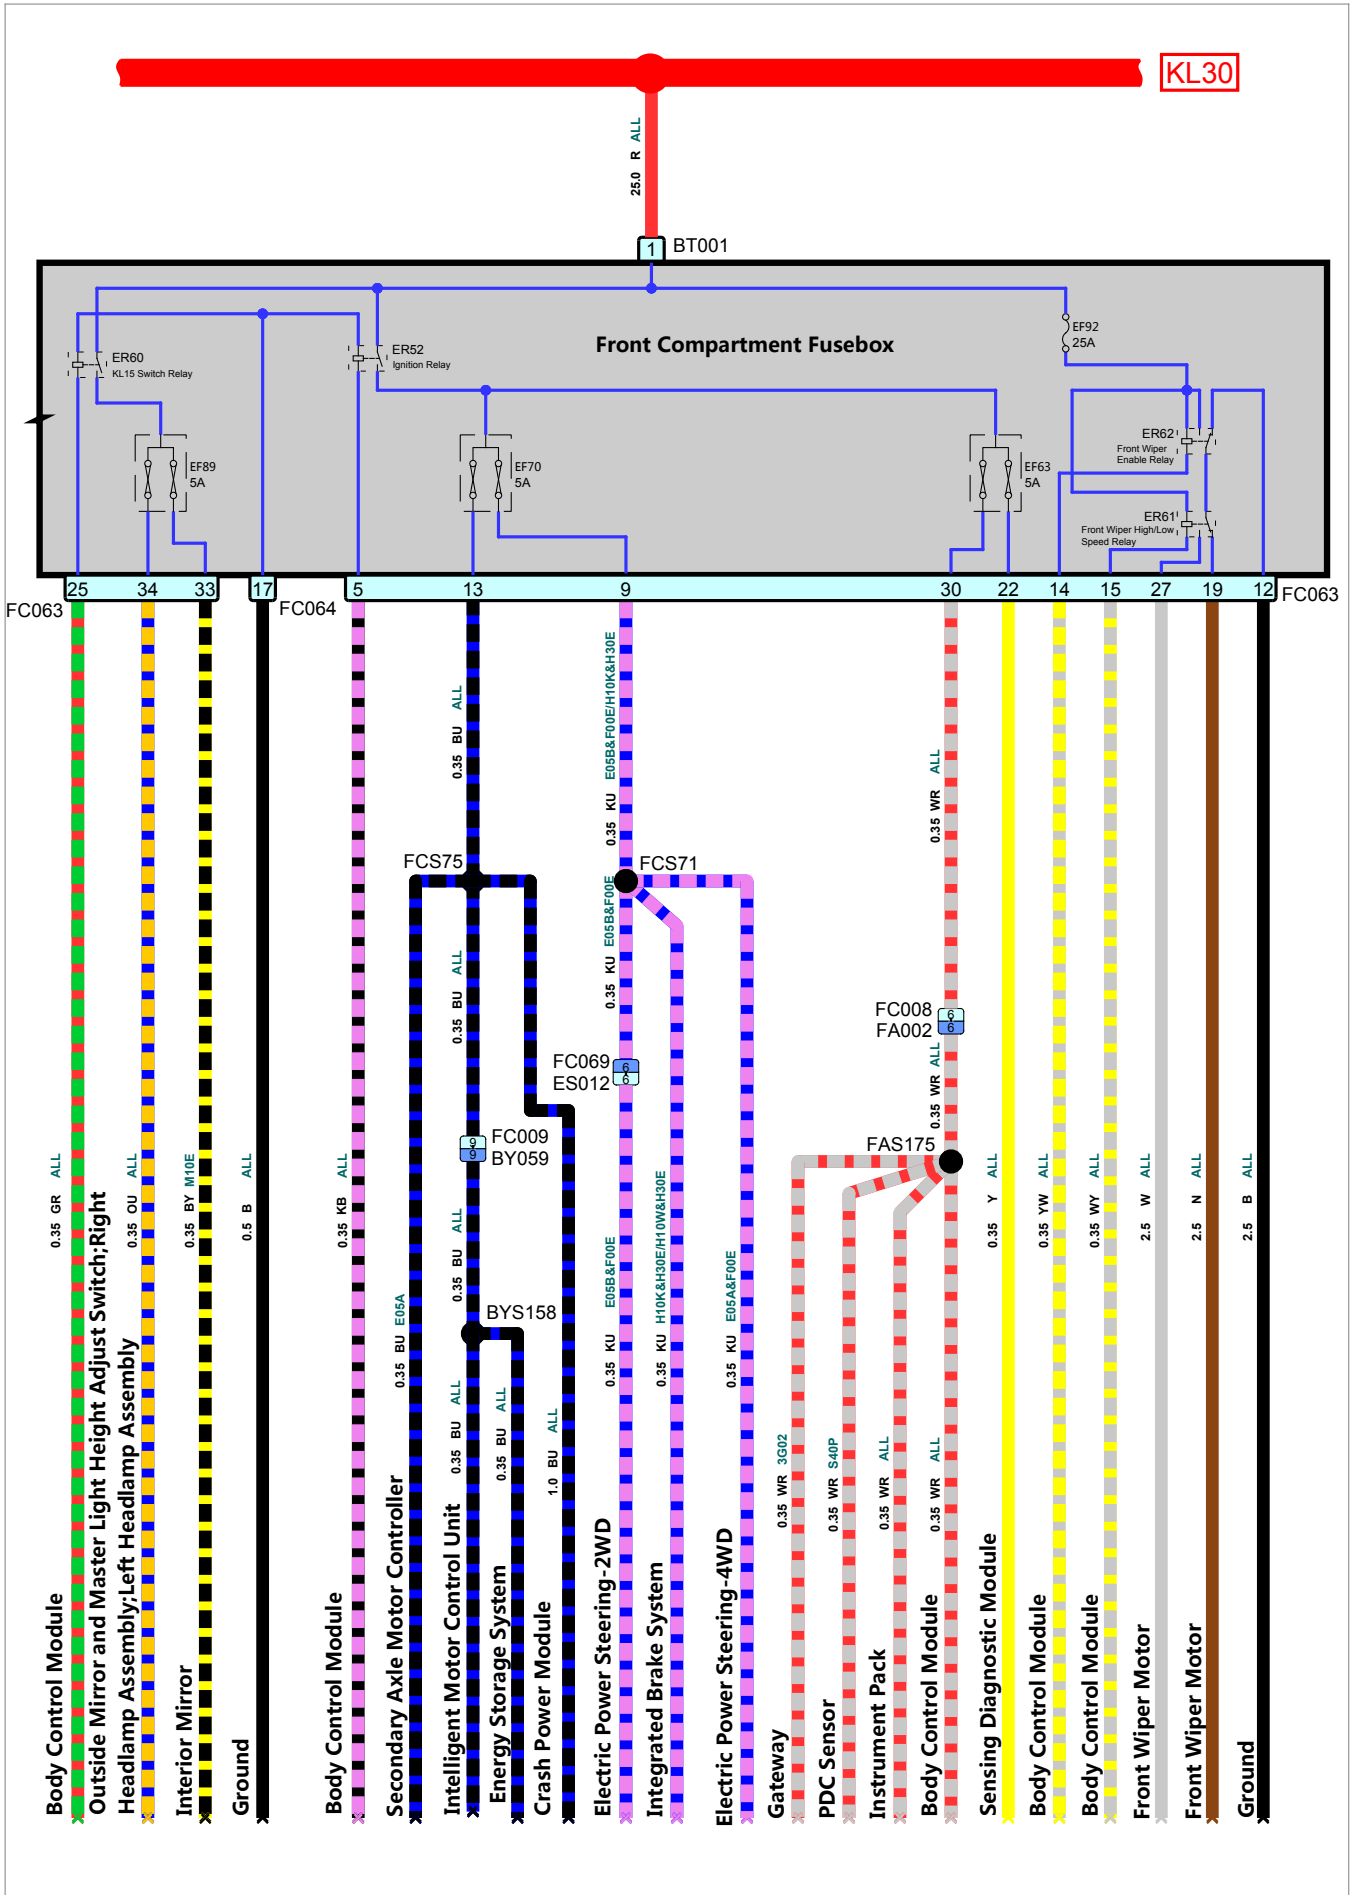 KL30
25.0 R ALL
1 BT001
Front Compartment Fusebox
EF92
25A
ER60
KL15 Switch Relay
ER52
Ignition Relay
ER62
Front Wiper
Enable Relay
EF89
5A
EF70
5A
EF63
5A
ER61
Front Wiper High/Low
Speed Relay
25 34 33 17 5 13 9 30 22 14 15 27 19 12
FC063
FC064
FC063
0.35 BU ALL
0.35 KU E05B&F00E/H10K&H30E
0.35 WR ALL
FCS75
FCS71
0.35 BU ALL
0.35 KU E05B&F00E
FC008 6
FA002 6
FC069 6
ES012 6
0.35 WR ALL
9 FC009
9 BY059
FAS175
0.35 GR ALL
0.35 OU ALL
0.35 BY M10E
0.5 B ALL
0.35 KB ALL
0.35 BU ALL
0.35 Y ALL
0.35 YW ALL
0.35 WY ALL
2.5 W ALL
2.5 N ALL
2.5 B ALL
BYS158
0.35 BU E05A
0.35 BU ALL
0.35 BU ALL
1.0 BU ALL
0.35 KU E05B&F00E
0.35 KU H10K&H30E/H10W&H30E
0.35 KU E05A&F00E
0.35 WR 3G02
0.35 WR S40P
0.35 WR ALL
0.35 WR ALL
Body Control Module
Outside Mirror and Master Light Height Adjust Switch;Right
Headlamp Assembly;Left Headlamp Assembly
Interior Mirror
Ground
Body Control Module
Secondary Axle Motor Controller
Intelligent Motor Control Unit
Energy Storage System
Crash Power Module
Electric Power Steering-2WD
Integrated Brake System
Electric Power Steering-4WD
Gateway
PDC Sensor
Instrument Pack
Body Control Module
Sensing Diagnostic Module
Body Control Module
Body Control Module
Front Wiper Motor
Front Wiper Motor
Ground